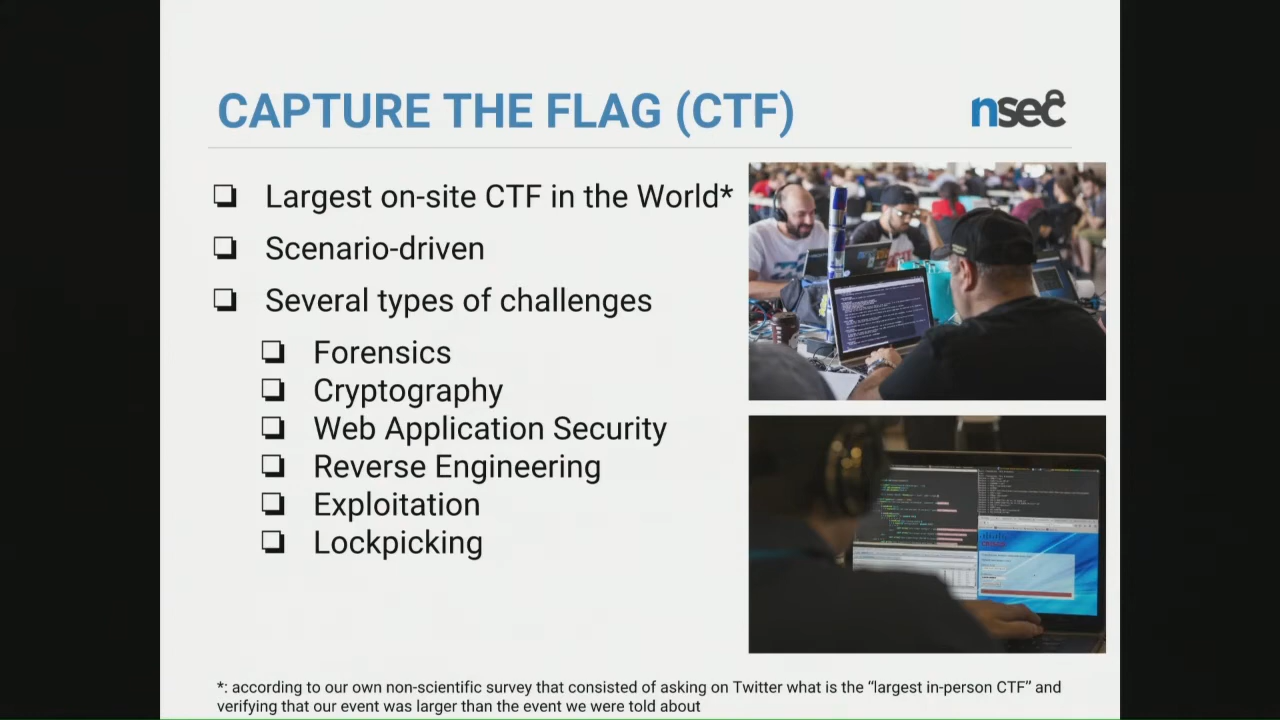 CAPTURE THE FLAG (CTF)
nsec
Largest on-site CTF in the World*
Scenario-driven
Several types of challenges
Forensics
Cryptography
Web Application Security
Reverse Engineering
Exploitation
Lockpicking
*: according to our own non-scientific survey that consisted of asking on Twitter what is the “largest in-person CTF” and
verifying that our event was larger than the event we were told about